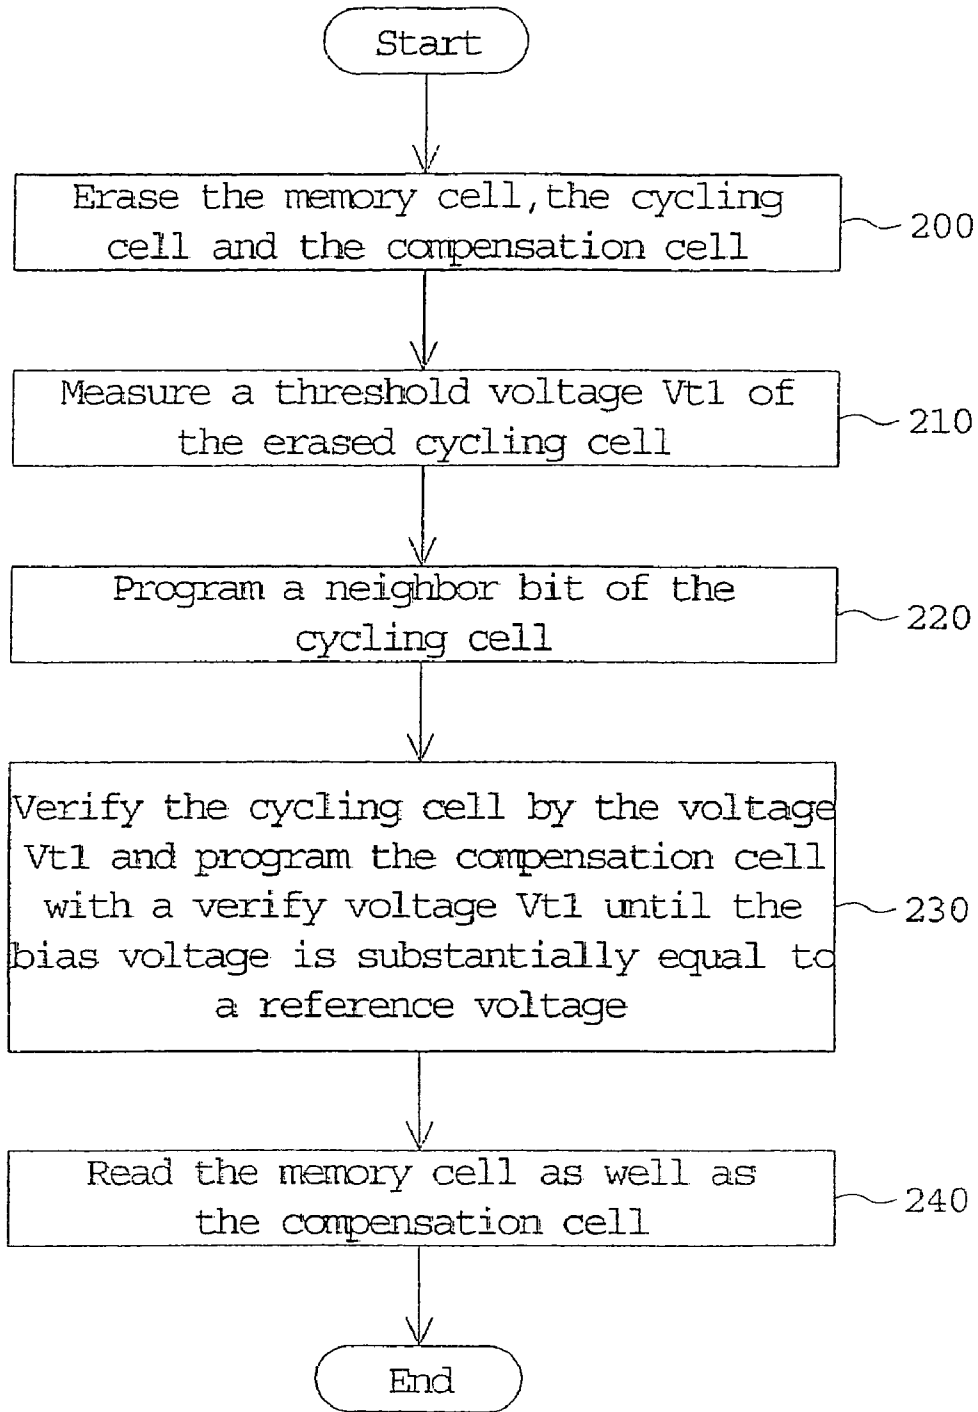 Start
Erase the memory cell, the cycling
cell and the compensation cell
200
Measure a threshold voltage Vt1 of
the erased cycling cell
210
Program a neighbor bit of the
cycling cell
220
Verify the cycling cell by the voltage
Vt1 and program the compensation cell
with a verify voltage Vt1 until the
bias voltage is substantially equal to
a reference voltage
230
Read the memory cell as well as
the compensation cell
240
End